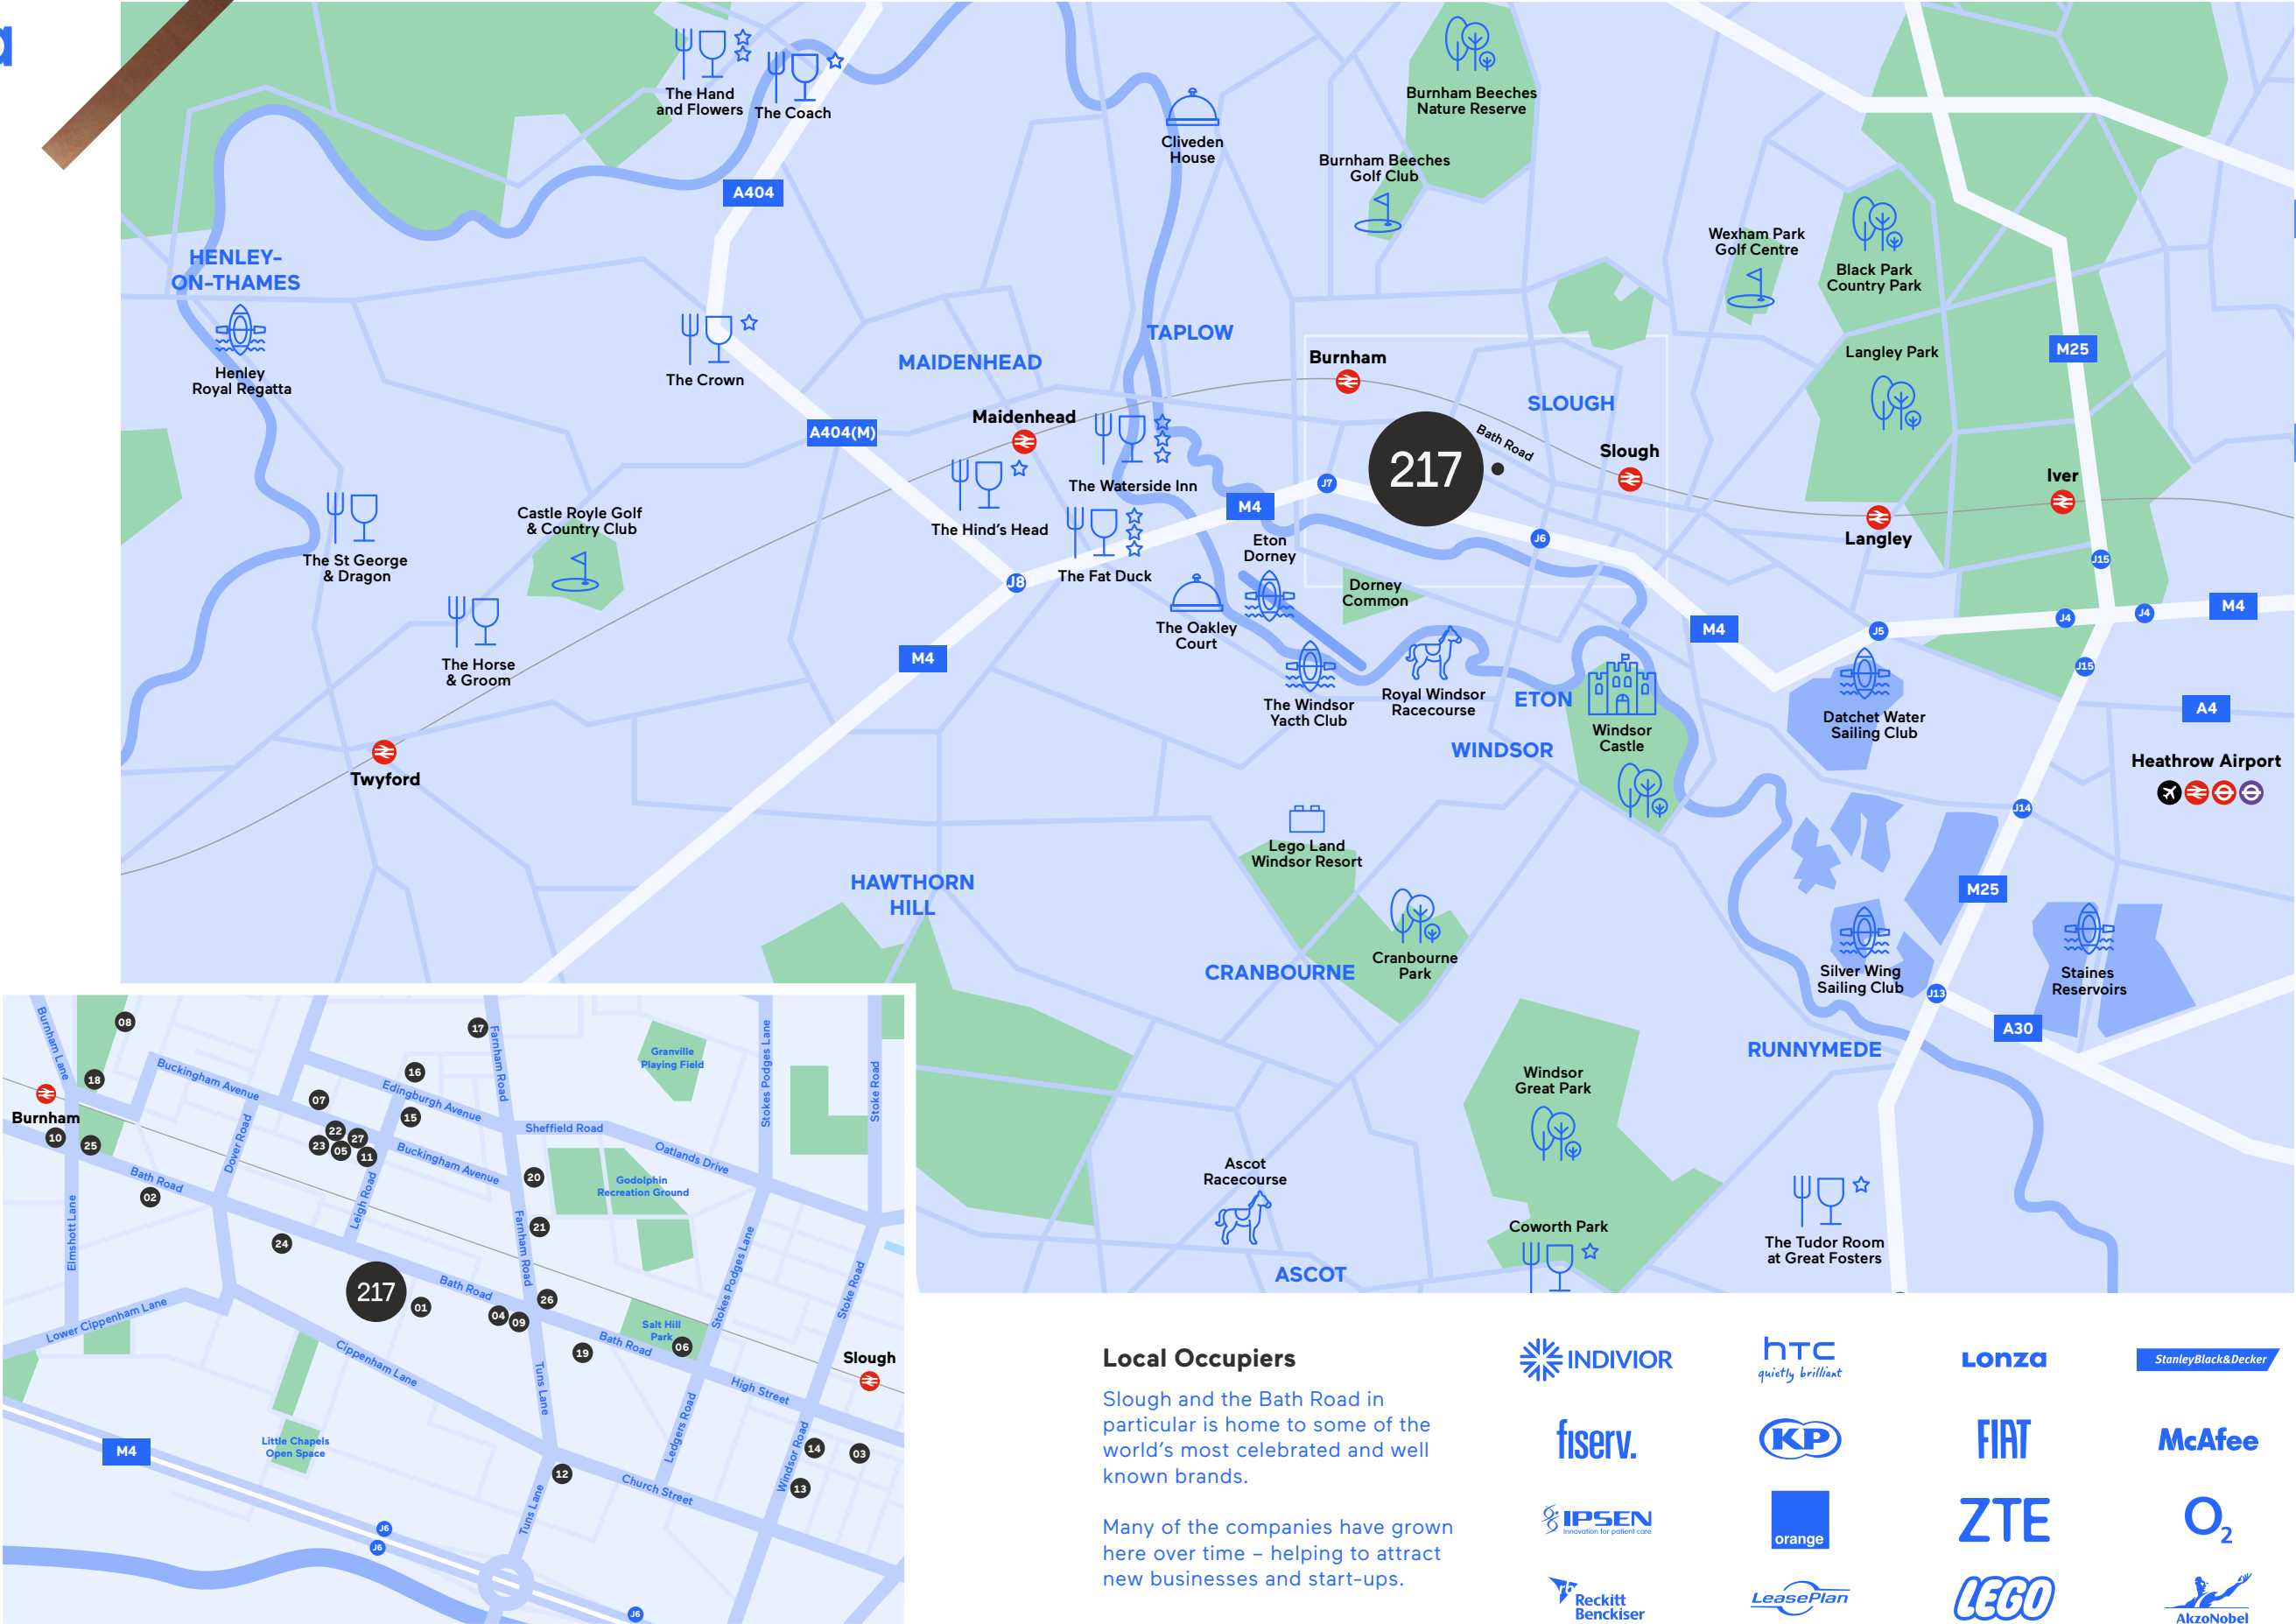 The Hand
and Flowers
The Coach
Cliveden
House
Burnham Beeches
Nature Reserve
Burnham Beeches
Golf Club
A404
Wexham Park
Golf Centre
Black Park
Country Park
HENLEY-
ON-THAMES
Henley
Royal Regatta
The Crown
TAPLOW
MAIDENHEAD
Burnham
Langley Park
M25
SLOUGH
A404(M)
Maidenhead
Bath Road
217
Slough
Iver
The Waterside Inn
J7
M4
The Hind's Head
Castle Royle Golf
& Country Club
The St George
& Dragon
Eton
Dorney
J6
Langley
J15
The Fat Duck
J8
Dorney
Common
The Oakley
Court
The Horse
& Groom
M4
M4
J5
J4
J4
M4
J15
The Windsor
Yacth Club
Royal Windsor
Racecourse
ETON
Windsor
Castle
WINDSOR
Datchet Water
Sailing Club
A4
Heathrow Airport
Twyford
J14
Lego Land
Windsor Resort
HAWTHORN
HILL
M25
CRANBOURNE
Cranbourne
Park
Silver Wing
Sailing Club
Staines
Reservoirs
J13
A30
RUNNYMEDE
Windsor
Great Park
Ascot
Racecourse
ASCOT
Coworth Park
The Tudor Room
at Great Fosters
Burnham Lane
08
17
Farnham Road
Granville
Playing Field
Stokes Podges Lane
Stoke Road
18
Buckingham Avenue
16
Edingburgh Avenue
07
15
Burnham
10
25
22
27
23
05
11
Dover Road
Sheffield Road
Oatlands Drive
Buckingham Avenue
Bath Road
02
Leigh Road
20
Godolphin
Recreation Ground
Elmshott Lane
21
Farnham Road
24
217
01
Bath Road
04
09
26
Stokes Podges Lane
Stoke Road
Lower Cippenham Lane
Cippenham Lane
19
Bath Road
Salt Hill
Park
06
Slough
Tuns Lane
High Street
Ledgers Road
Little Chapels
Open Space
M4
12
Church Street
Windsor Road
14
03
13
Tuns Lane
J6
J6
J6
Local Occupiers
Slough and the Bath Road in
particular is home to some of the
world's most celebrated and well
known brands.
Many of the companies have grown
here over time – helping to attract
new businesses and start-ups.
INDIVIOR
hTC
quietly brilliant
Lonza
StanleyBlack&Decker
fiserv.
KP
FIAT
McAfee
IPSEN
Innovation for patient care
orange
ZTE
O2
rb
Reckitt
Benckiser
LeasePlan
LEGO
AkzoNobel